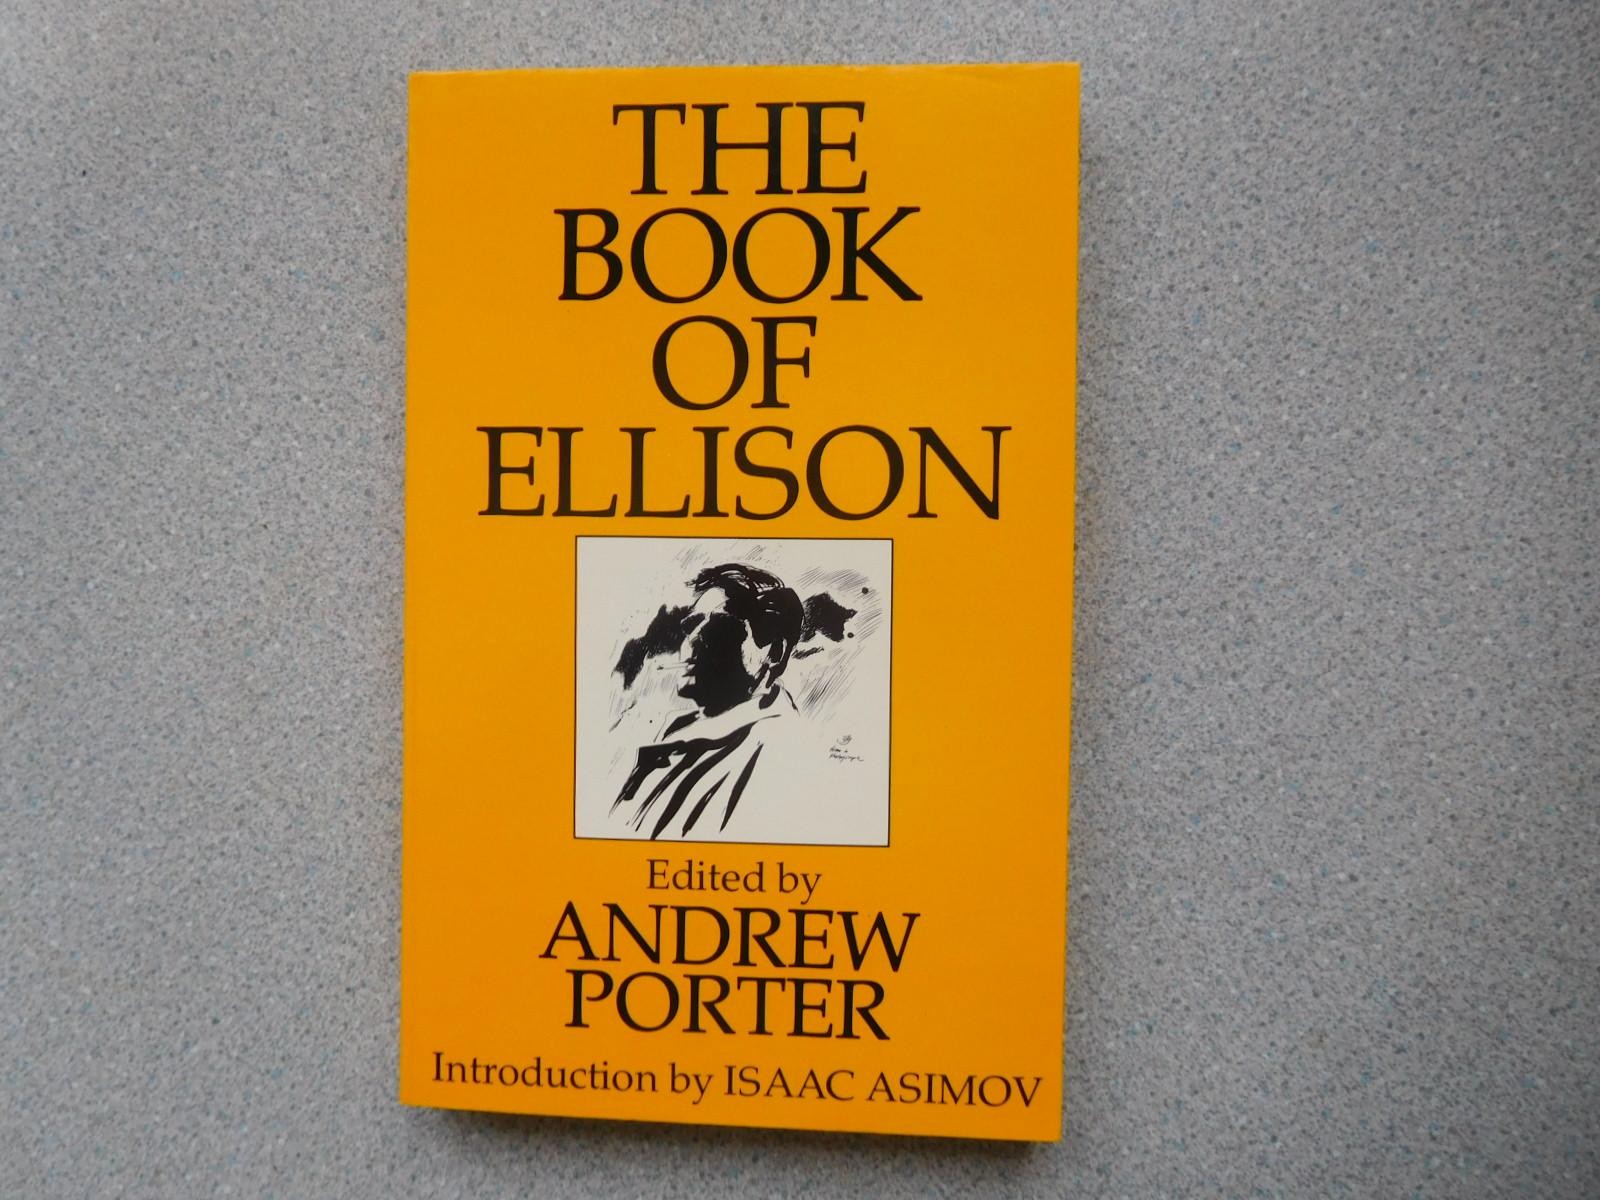 THE
BOOK
OF
ELLISON
Edited by
ANDREW
PORTER
Introduction by ISAAC ASIMOV